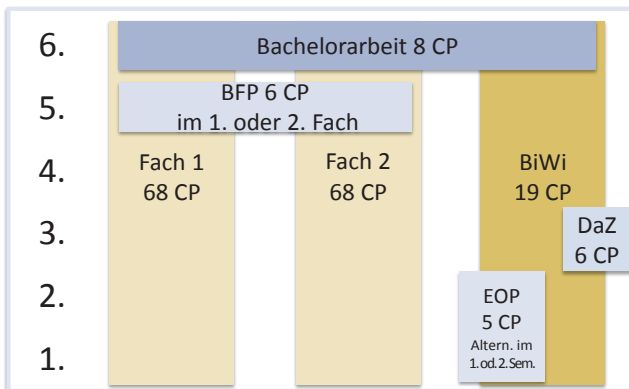 6.
Bachelorarbeit 8 CP
5.
BFP 6 CP
im 1. oder 2. Fach
4.
Fach 1
68 CP
Fach 2
68 CP
BiWi
19 CP
3.
DaZ
6 CP
2.
EOP
5 CP
Altern. im
1.od.2.Sem.
1.